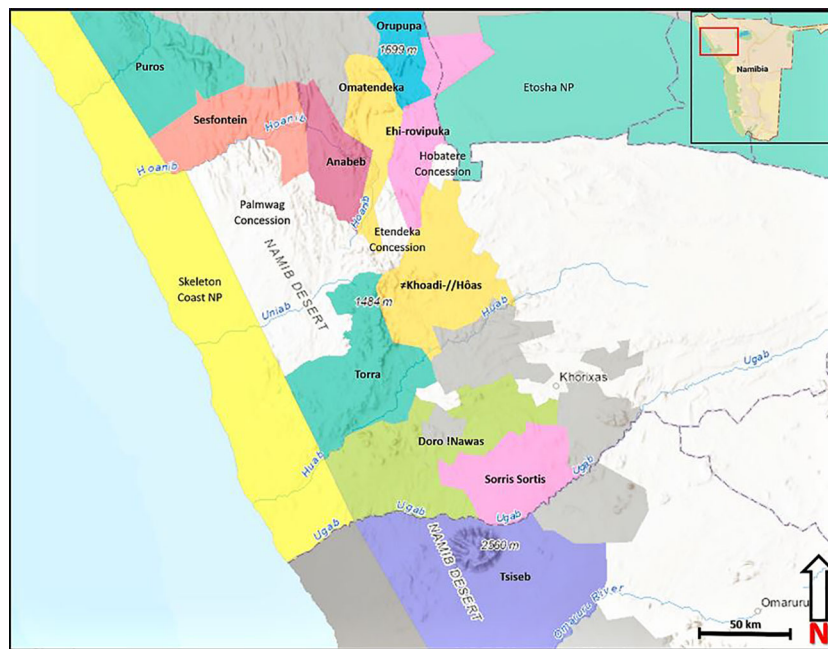 Orupupa
1699 m
Puros
Omatendeka
Etosha NP
Namibia
Sesfontein
Hoanib
Ehi-rovipuka
Anabeb
Hobatere
Concession
Hoanib
Palmwag
Concession
Hoanib
Etendeka
Concession
NAMIB DESERT
Skeleton
Coast NP
≠Khoadi-//Hôas
1484 m
Uniab
Huab
Ugab
Torra
Khorixas
Doro !Nawas
Huab
Sorris Sortis
Ugab
Ugab
Ugab
Ugab
NAMIB DESERT
2560 m
Tsiseb
Omaruru River
Omaruru
50 km
N